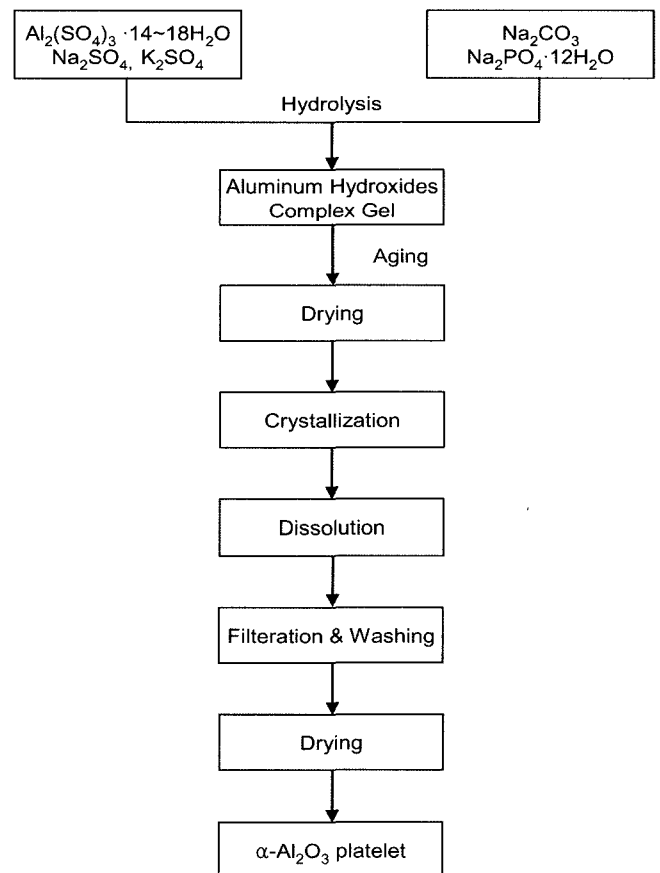 Al₂(SO₄)₃ ·14~18H₂O
Na₂SO₄, K₂SO₄
Na₂CO₃
Na₂PO₄·12H₂O
Hydrolysis
Aluminum Hydroxides
Complex Gel
Aging
Drying
Crystallization
Dissolution
Filteration & Washing
Drying
α-Al₂O₃ platelet